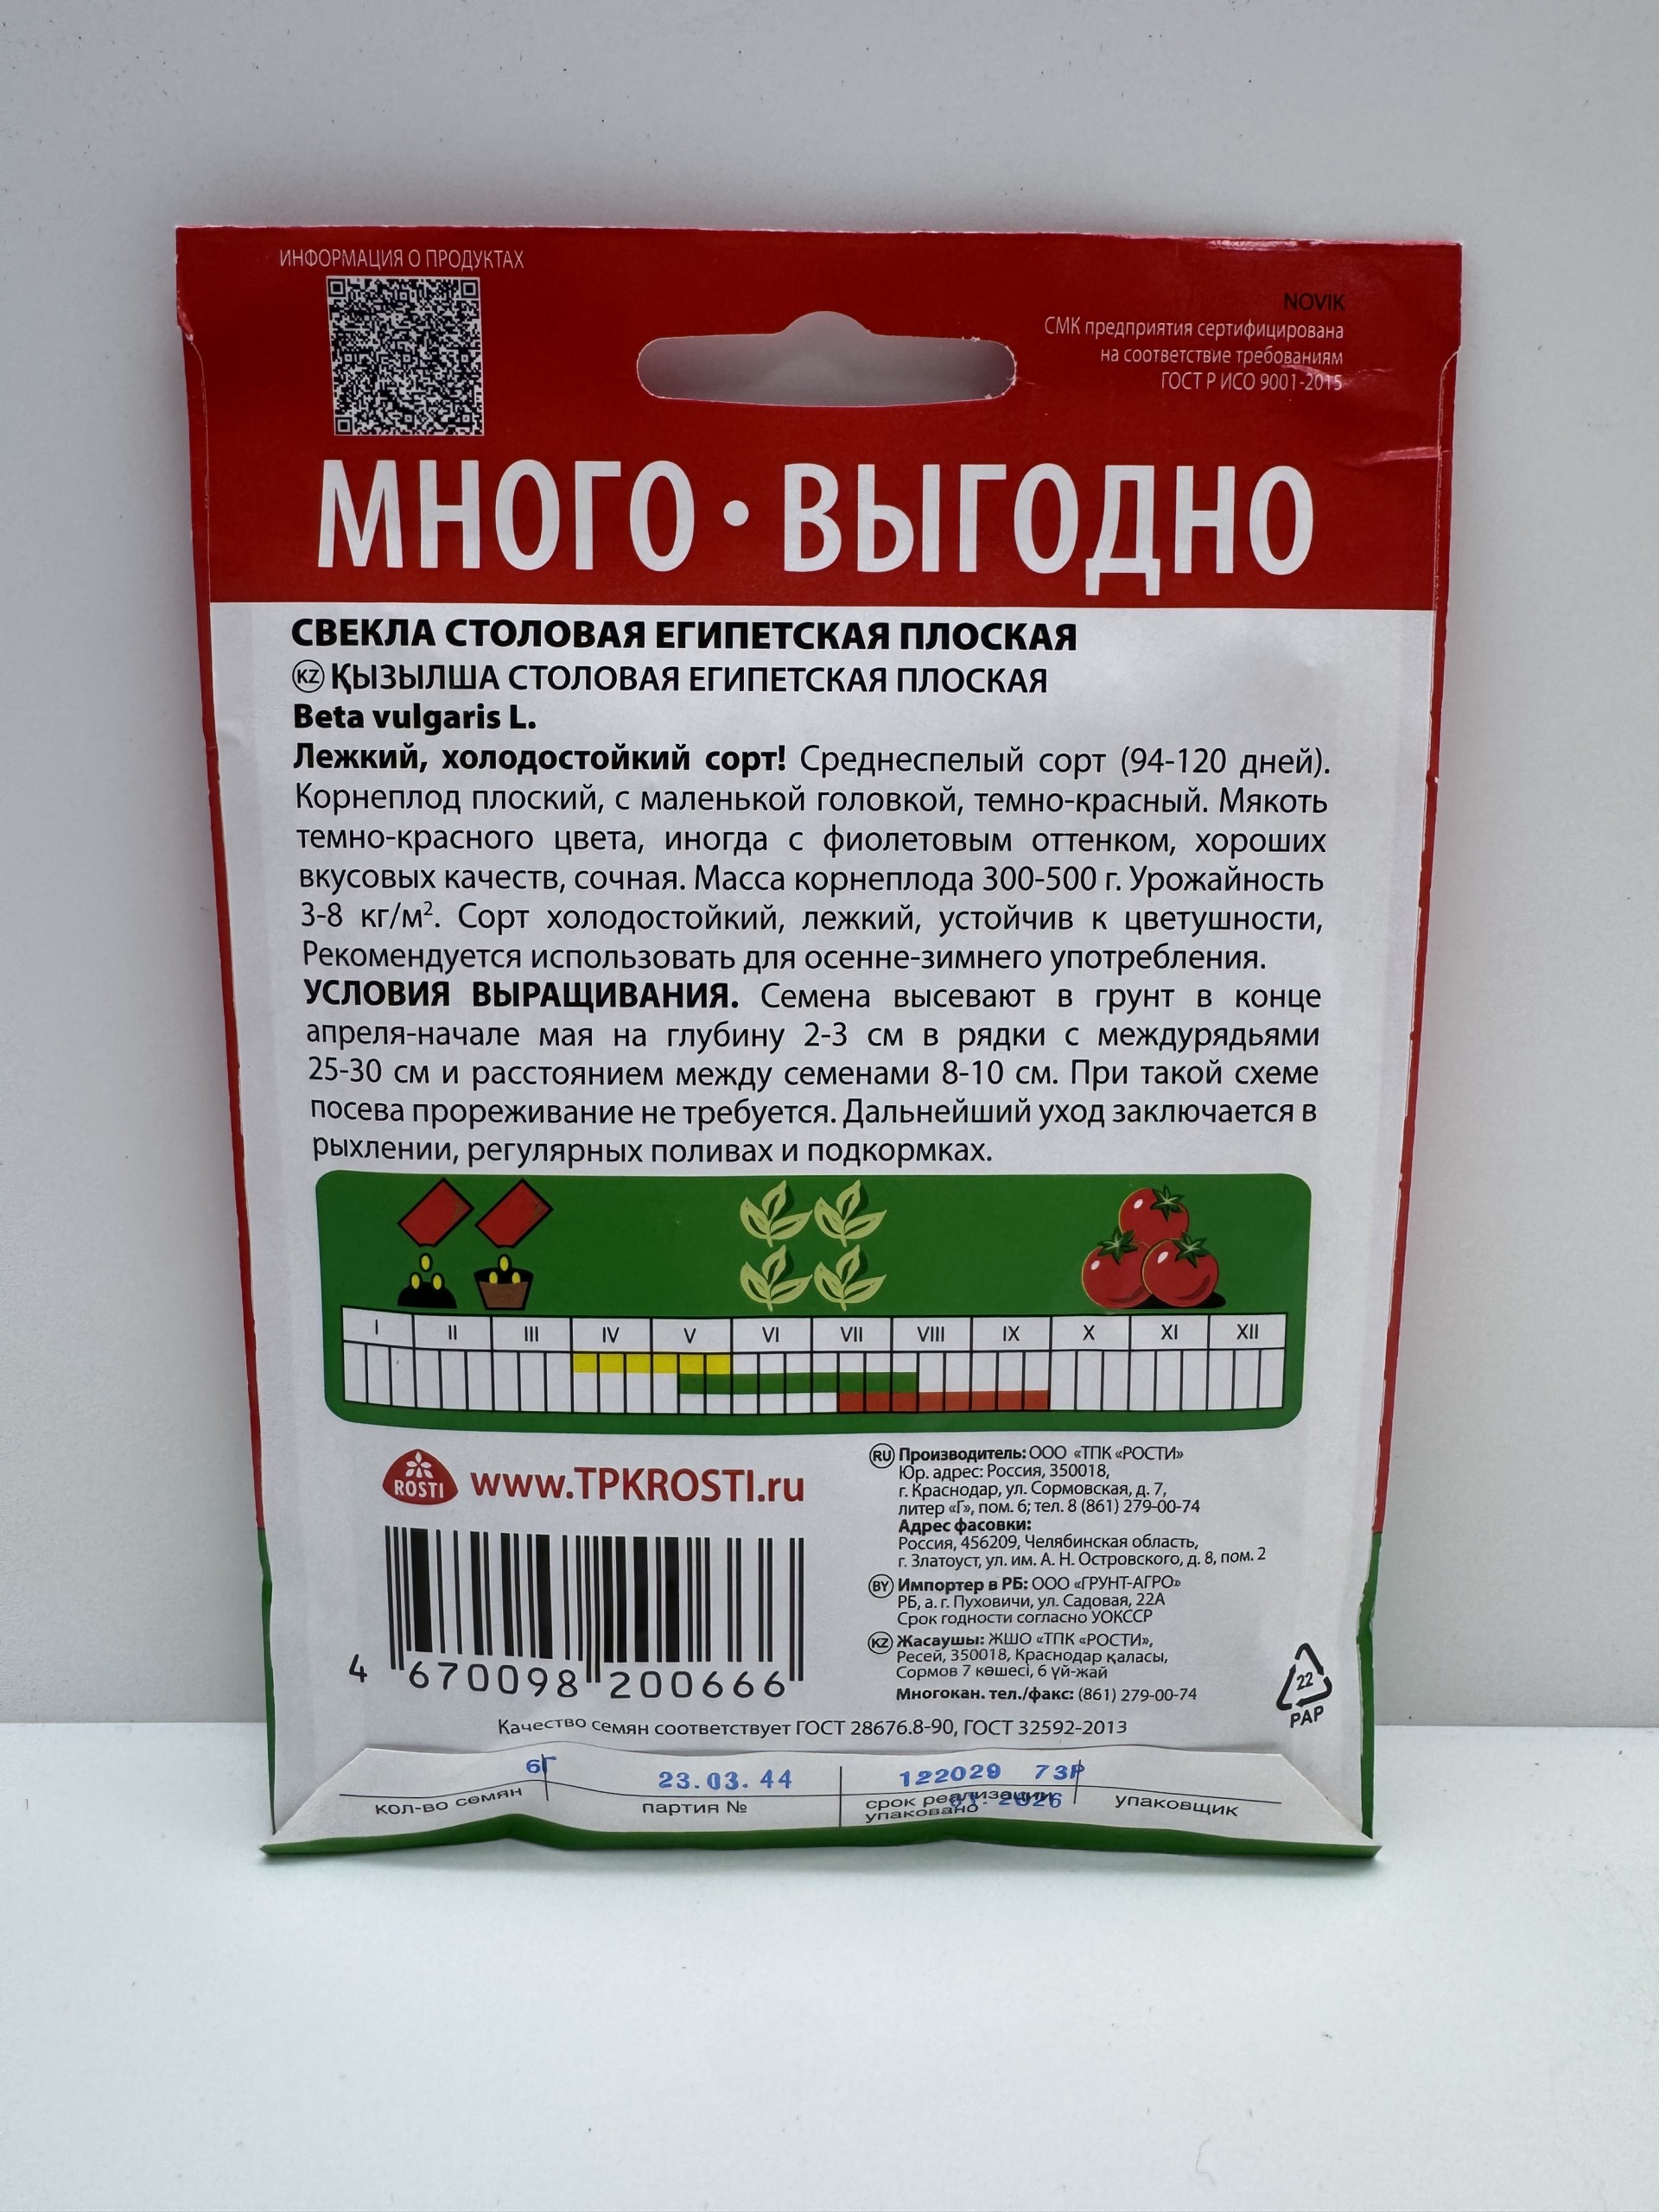 ИНФОРМАЦИЯ О ПРОДУКТАХ
NOVIK
СМК предприятия сертифицирована
на соответствие требованиям
ГОСТ Р ИСО 9001-2015
МНОГО • ВЫГОДНО
СВЕКЛА СТОЛОВАЯ ЕГИПЕТСКАЯ ПЛОСКАЯ
KZ ҚЫЗЫЛША СТОЛОВАЯ ЕГИПЕТСКАЯ ПЛОСКАЯ
Beta vulgaris L.
Лежкий, холодостойкий сорт! Среднеспелый сорт (94-120 дней).
Корнеплод плоский, с маленькой головкой, темно-красный. Мякоть
темно-красного цвета, иногда с фиолетовым оттенком, хороших
вкусовых качеств, сочная. Масса корнеплода 300-500 г. Урожайность
3-8 кг/м². Сорт холодостойкий, лежкий, устойчив к цветушности,
Рекомендуется использовать для осенне-зимнего употребления.
УСЛОВИЯ ВЫРАЩИВАНИЯ. Семена высевают в грунт в конце
апреля-начале мая на глубину 2-3 см в рядки с междурядьями
25-30 см и расстоянием между семенами 8-10 см. При такой схеме
посева прореживание не требуется. Дальнейший уход заключается в
рыхлении, регулярных поливах и подкормках.
I II III IV V VI VII VIII IX X XI XII
ROSTI www.TPKROSTI.ru
RU Производитель: ООО «ТПК «РОСТИ»
Юр. адрес: Россия, 350018,
г. Краснодар, ул. Сормовская, д. 7,
литер «Г», пом. 6; тел. 8 (861) 279-00-74
Адрес фасовки:
Россия, 456209, Челябинская область,
г. Златоуст, ул. им. А. Н. Островского, д. 8, пом. 2
BY Импортер в РБ: ООО «ГРУНТ-АГРО»
РБ, а. г. Пуховичи, ул. Садовая, 22А
Срок годности согласно УОКССР
KZ Жасаушы: ЖШО «ТПК «РОСТИ»,
Ресей, 350018, Краснодар қаласы,
Сормов 7 көшесі, 6 үй-жай
Многокан. тел./факс: (861) 279-00-74
4 670098 200666
22
PAP
Качество семян соответствует ГОСТ 28676.8-90, ГОСТ 32592-2013
6Г 23.03.44 122029 73Р
кол-во семян партия № срок реализации упаковщик
упаковано 2026